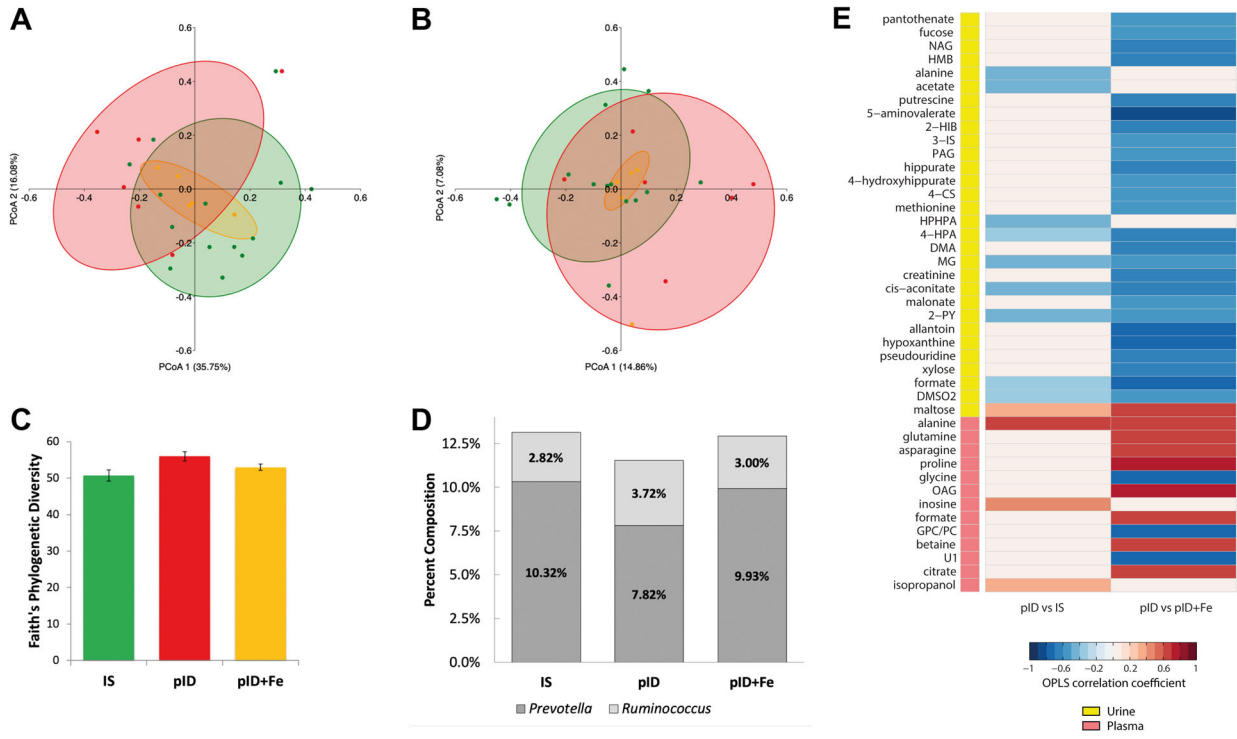 A
0.6
0.4
0.2
0.0
-0.2
-0.4
-0.6
-0.6
-0.4
-0.2
0.2
0.4
0.6
PCoA 2 (16.08%)
PCoA 1 (35.75%)
B
0.6
0.4
0.2
0.0
-0.2
-0.4
-0.6
-0.6
-0.4
-0.2
0.2
0.4
0.6
PCoA 2 (7.08%)
PCoA 1 (14.86%)
C
Faith's Phylogenetic Diversity
60
50
40
30
20
10
0
IS
pID
pID+Fe
D
Percent Composition
12.5%
10.0%
7.5%
5.0%
2.5%
0.0%
2.82%
10.32%
3.72%
7.82%
3.00%
9.93%
IS
pID
pID+Fe
Prevotella
Ruminococcus
E
pantothenate
fucose
NAG
HMB
alanine
acetate
putrescine
5-aminovalerate
2-HIB
3-IS
PAG
hippurate
4-hydroxyhippurate
4-CS
methionine
HPHPA
4-HPA
DMA
MG
creatinine
cis-aconitate
malonate
2-PY
allantoin
hypoxanthine
pseudouridine
xylose
formate
DMSO2
maltose
alanine
glutamine
asparagine
proline
glycine
OAG
inosine
formate
GPC/PC
betaine
U1
citrate
isopropanol
pID vs IS
pID vs pID+Fe
-1 -0.6 -0.2 0.2 0.6 1
OPLS correlation coefficient
Urine
Plasma